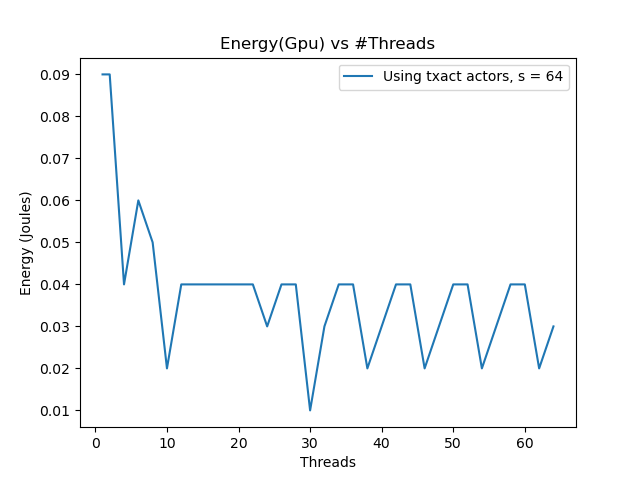 Energy(Gpu) vs #Threads
Using txact actors, s = 64
Energy (Joules)
0.09
0.08
0.07
0.06
0.05
0.04
0.03
0.02
0.01
0 10 20 30 40 50 60
Threads